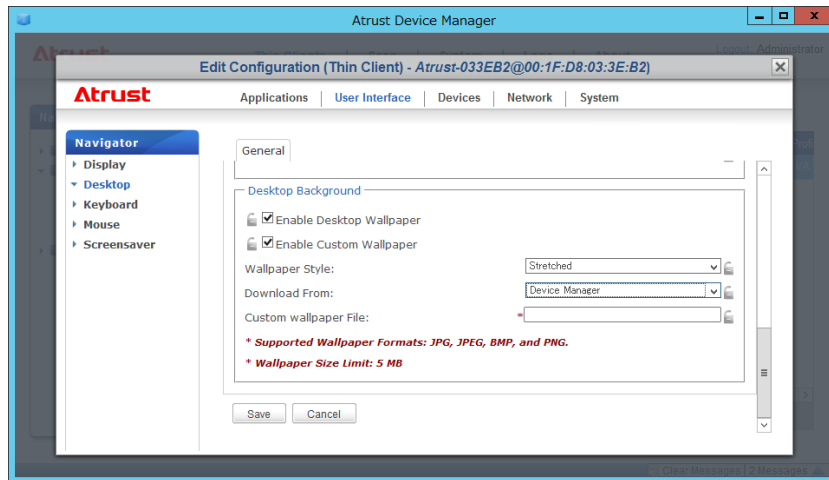 Atrust Device Manager
Logout Administrator
Edit Configuration (Thin Client) - Atrust-033EB2@00:1F:D8:03:3E:B2)
Atrust
Applications | User Interface | Devices | Network | System
Navigator
Display
Desktop
Keyboard
Mouse
Screensaver
General
Desktop Background
Enable Desktop Wallpaper
Enable Custom Wallpaper
Wallpaper Style: Stretched
Download From: Device Manager
Custom wallpaper File: *
* Supported Wallpaper Formats: JPG, JPEG, BMP, and PNG.
* Wallpaper Size Limit: 5 MB
Save Cancel
Clear Messages 2 Messages